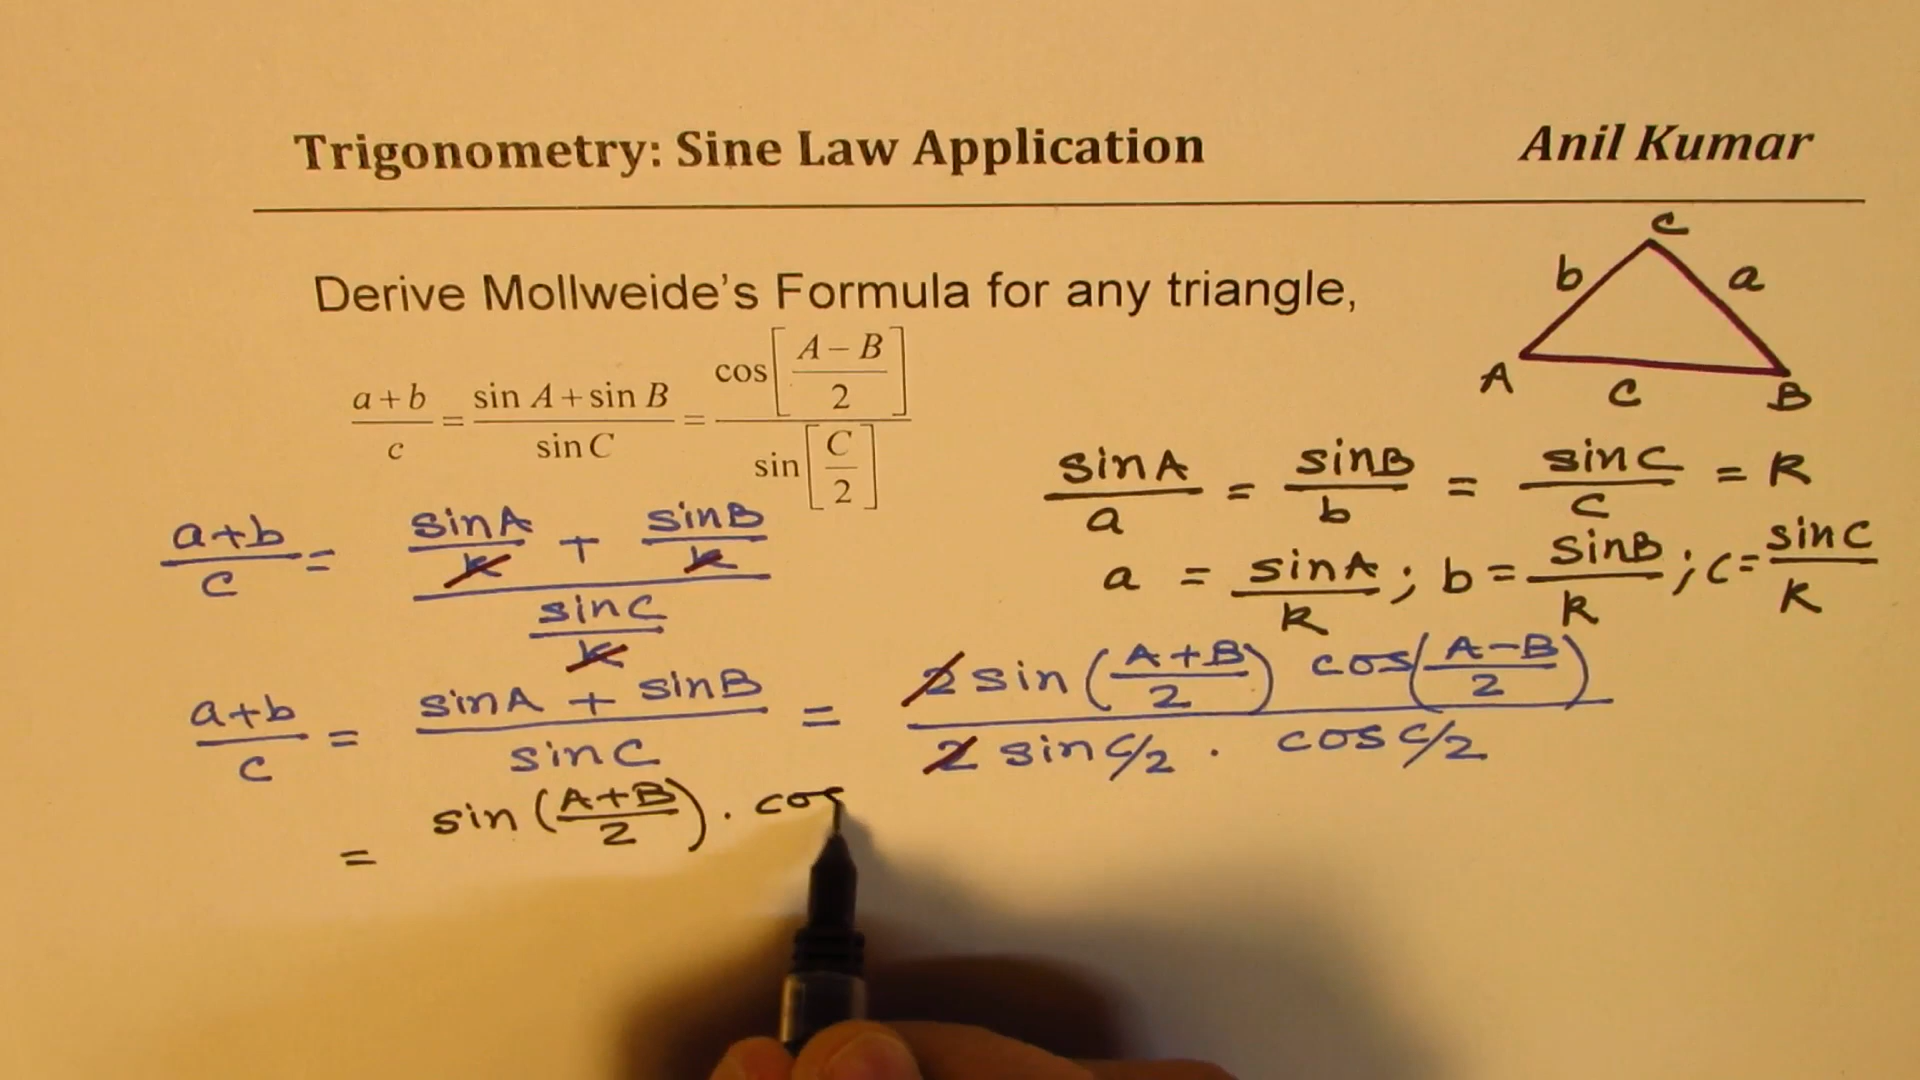 Trigonometry: Sine Law Application Anil Kumar
Derive Mollweide's Formula for any triangle,
(a + b)/c = (sin A + sin B)/sin C = cos[(A − B)/2] / sin[C/2]
C
b a
A c B
sinA/a = sinB/b = sinC/c = k
a = sinA/k ; b = sinB/k ; c = sinC/k
(a+b)/c = (sinA/k + sinB/k)/(sinC/k)
(a+b)/c = (sinA + sinB)/sinC = (2 sin((A+B)/2) cos((A−B)/2))/(2 sin C/2 . cos C/2)
= sin((A+B)/2) . cos